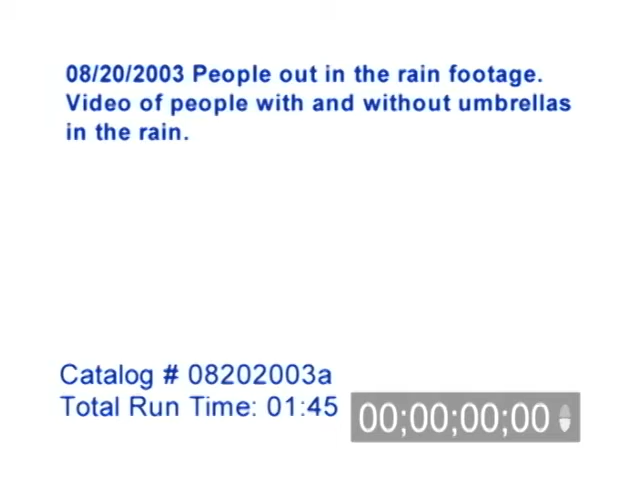 08/20/2003 People out in the rain footage.
Video of people with and without umbrellas
in the rain.
Catalog # 08202003a
Total Run Time: 01:45
00;00;00;00